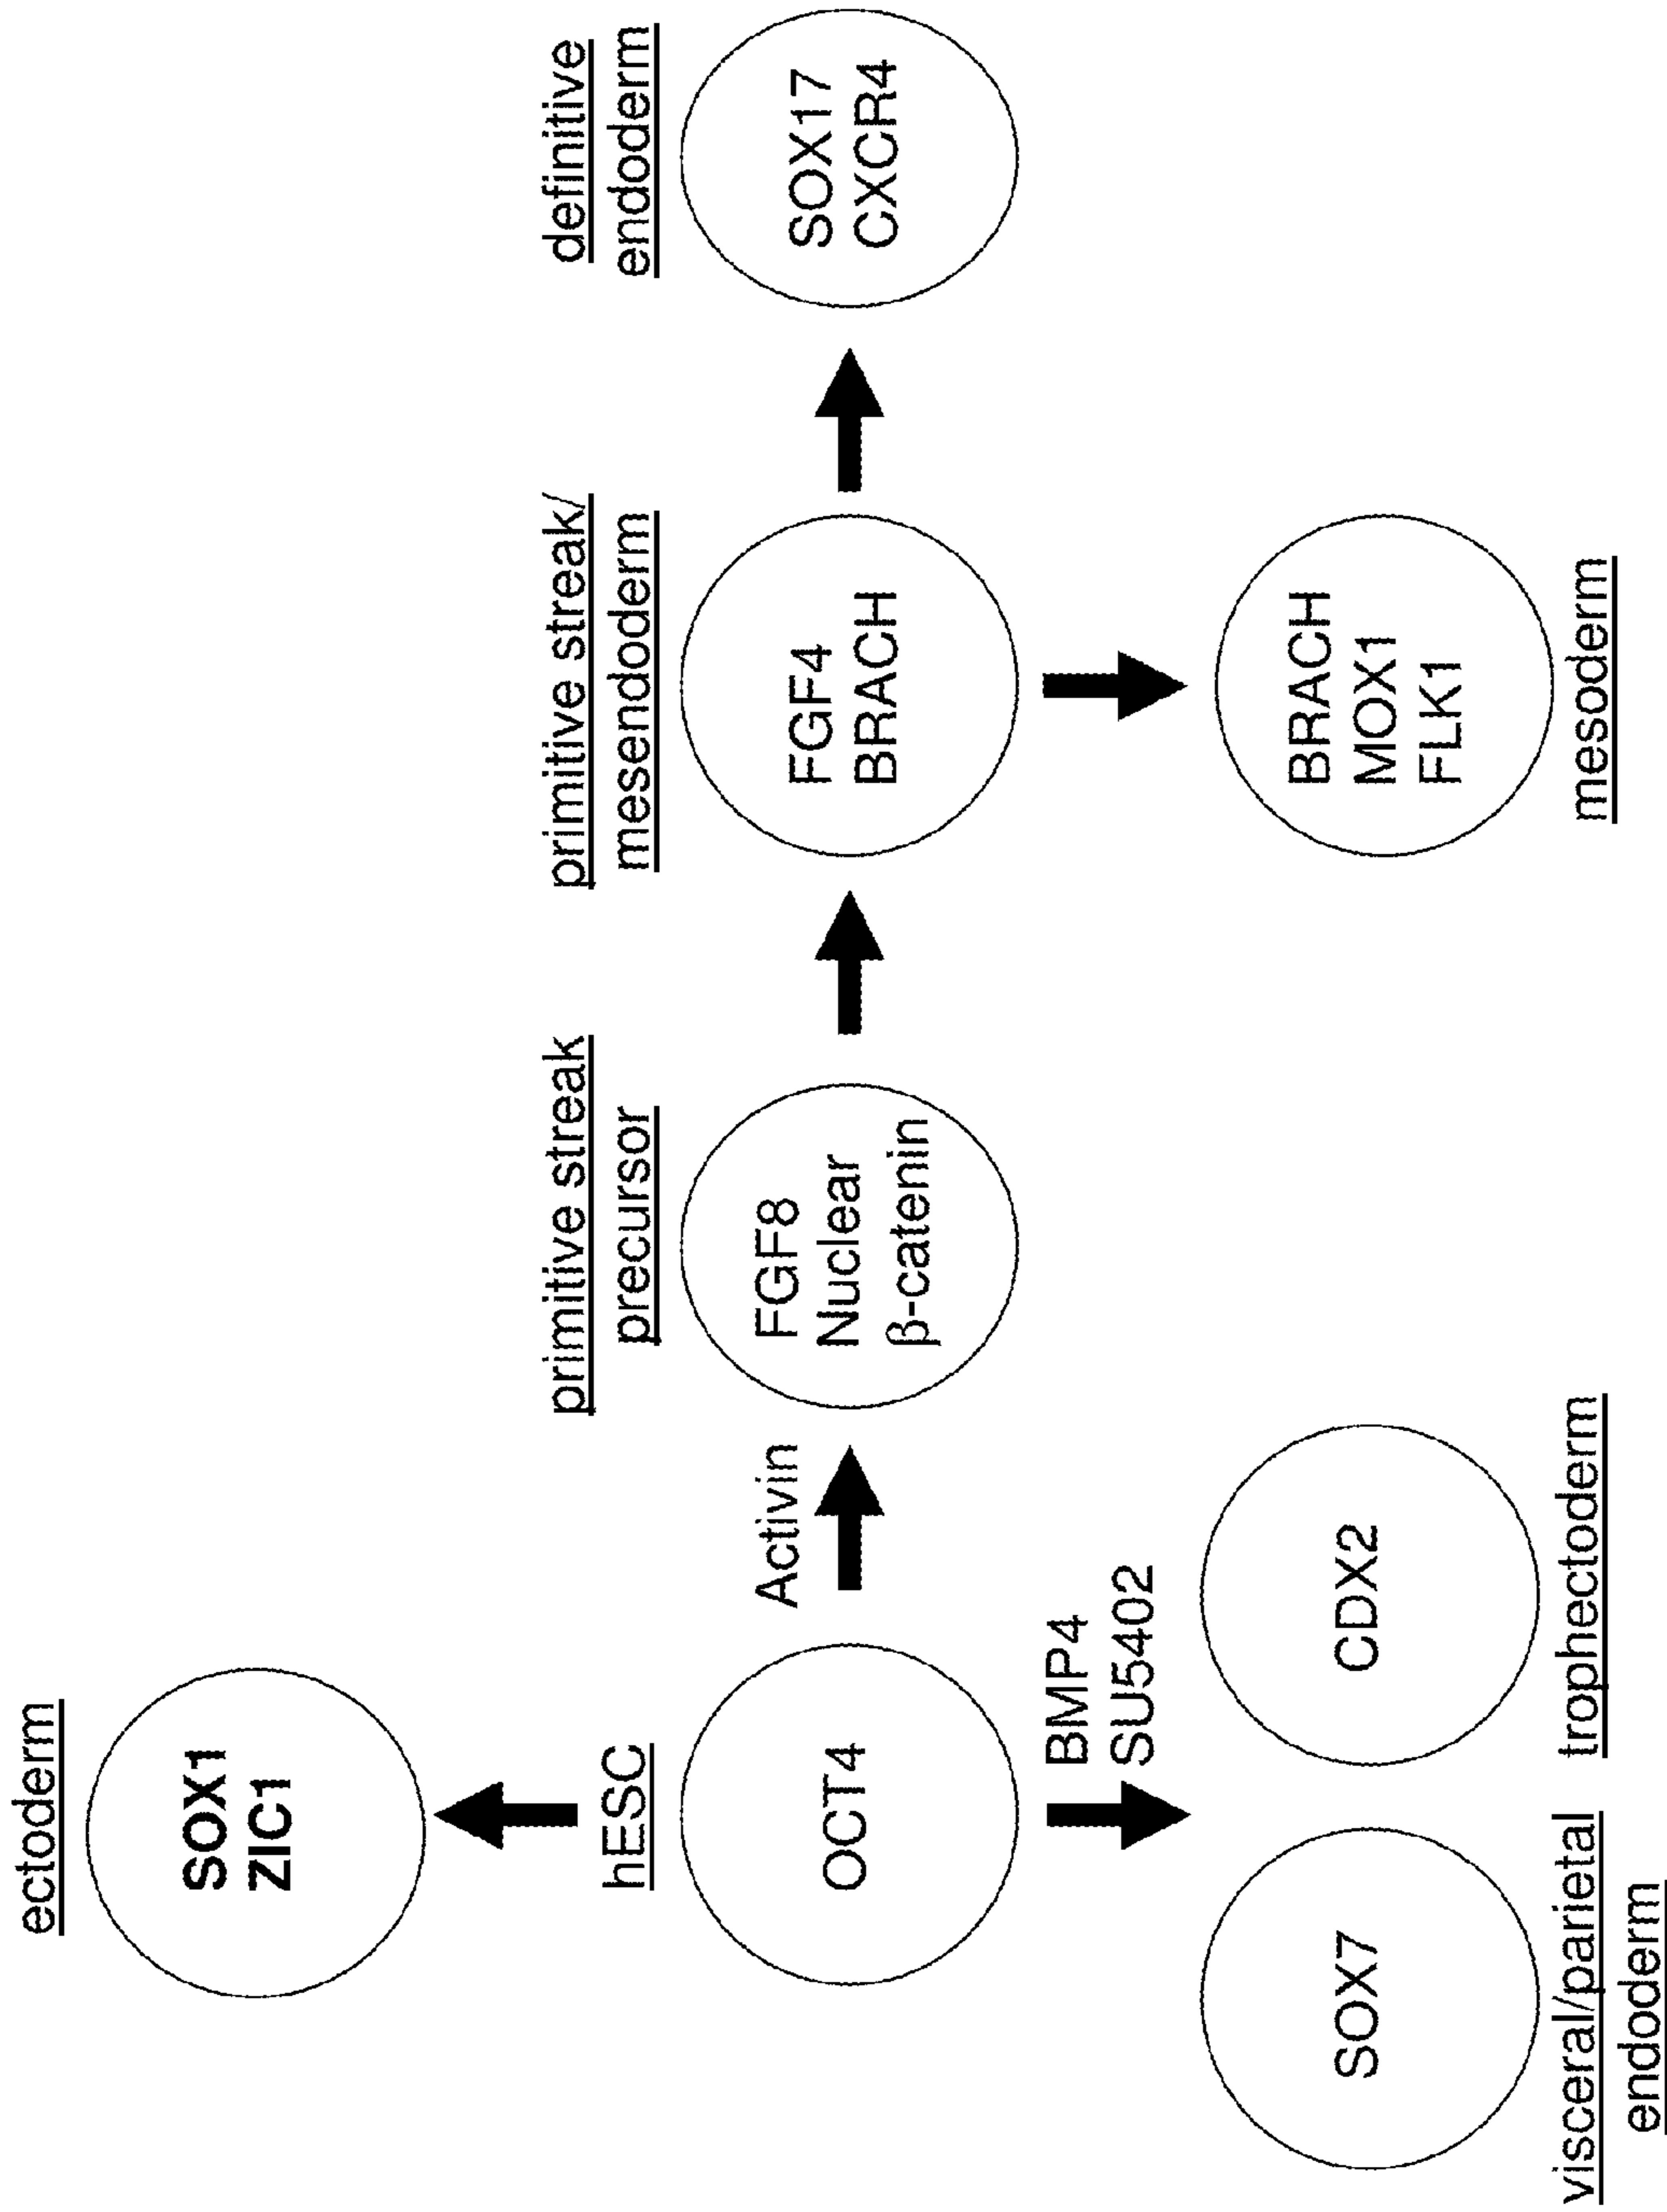 ectoderm
SOX1
ZIC1
hESC
OCT4
Activin
primitive streak
precursor
FGF8
Nuclear
β-catenin
primitive streak/
mesendoderm
FGF4
BRACH
definitive
endoderm
SOX17
CXCR4
BMP4
SU5402
SOX7
visceral/parietal
endoderm
CDX2
trophectoderm
BRACH
MOX1
FLK1
mesoderm